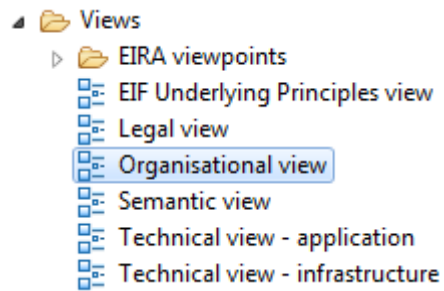 Views
EIRA viewpoints
EIF Underlying Principles view
Legal view
Organisational view
Semantic view
Technical view - application
Technical view - infrastructure